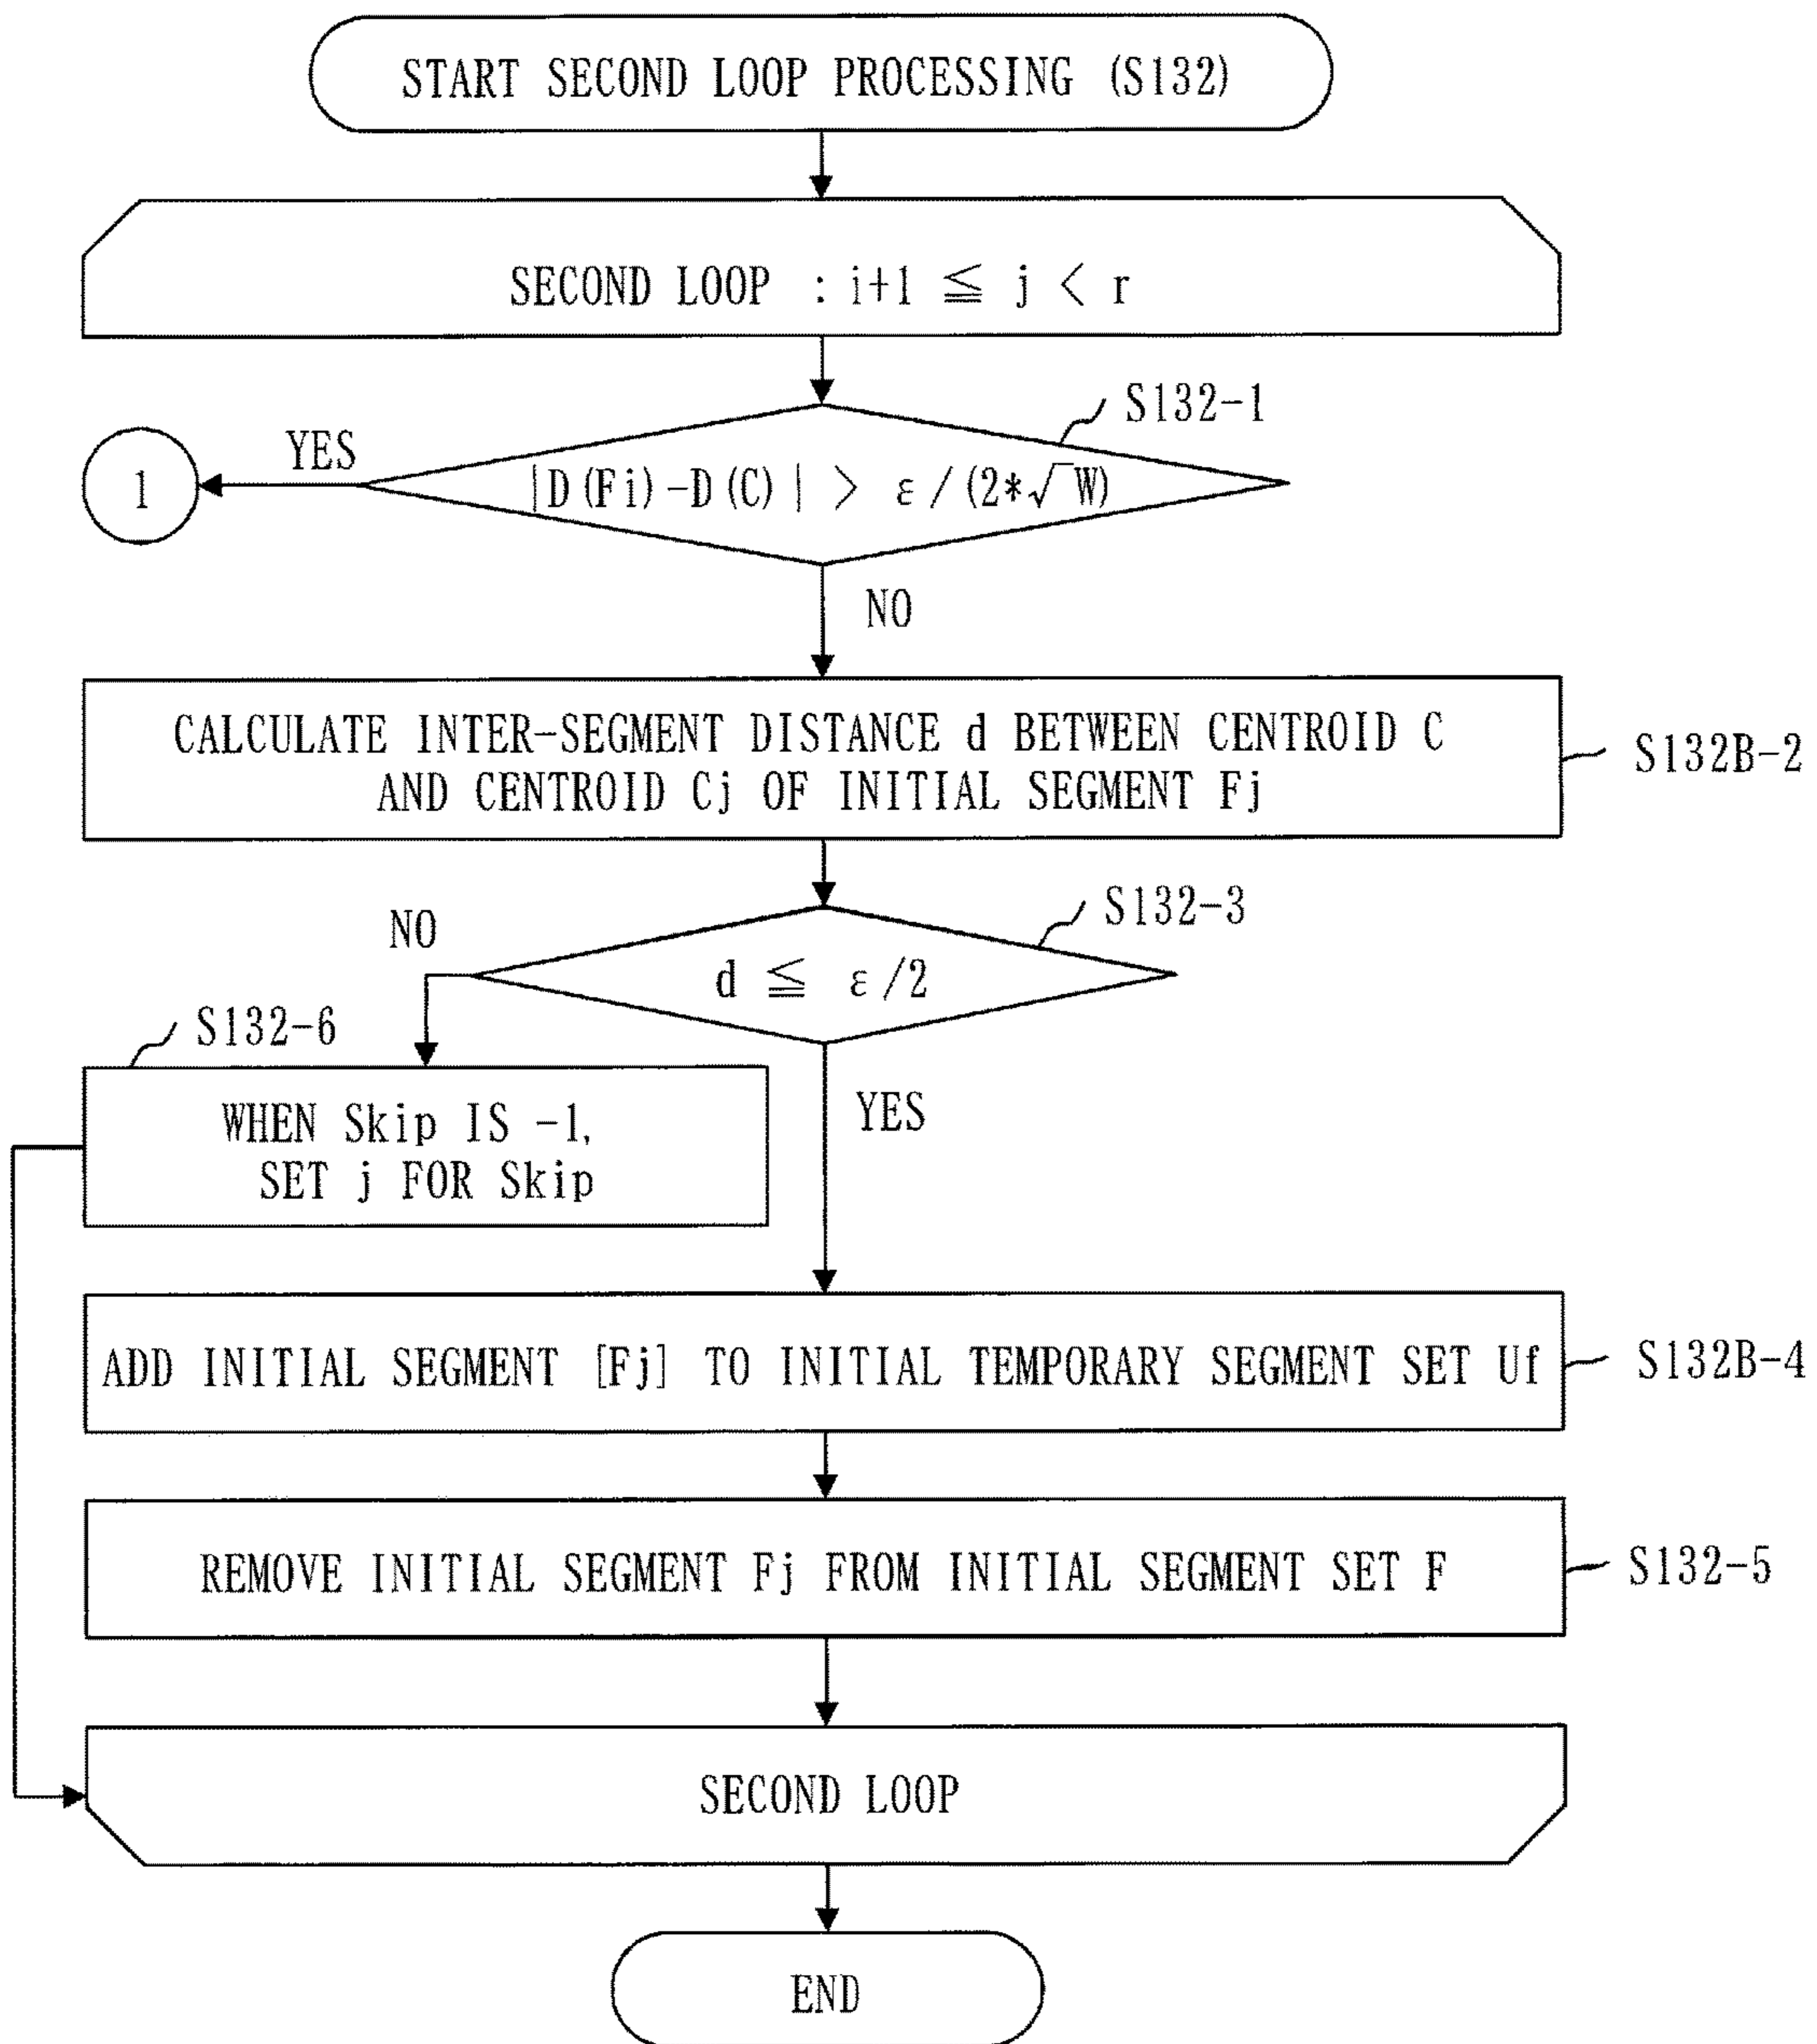 START SECOND LOOP PROCESSING (S132)
SECOND LOOP : i+1 ≦ j < r
S132-1
YES
1
|D(Fi)-D(C)| > ε/(2*√W)
NO
CALCULATE INTER-SEGMENT DISTANCE d BETWEEN CENTROID C
AND CENTROID Cj OF INITIAL SEGMENT Fj
S132B-2
S132-3
NO
d ≦ ε/2
S132-6
YES
WHEN Skip IS -1,
SET j FOR Skip
ADD INITIAL SEGMENT [Fj] TO INITIAL TEMPORARY SEGMENT SET Uf
S132B-4
REMOVE INITIAL SEGMENT Fj FROM INITIAL SEGMENT SET F
S132-5
SECOND LOOP
END